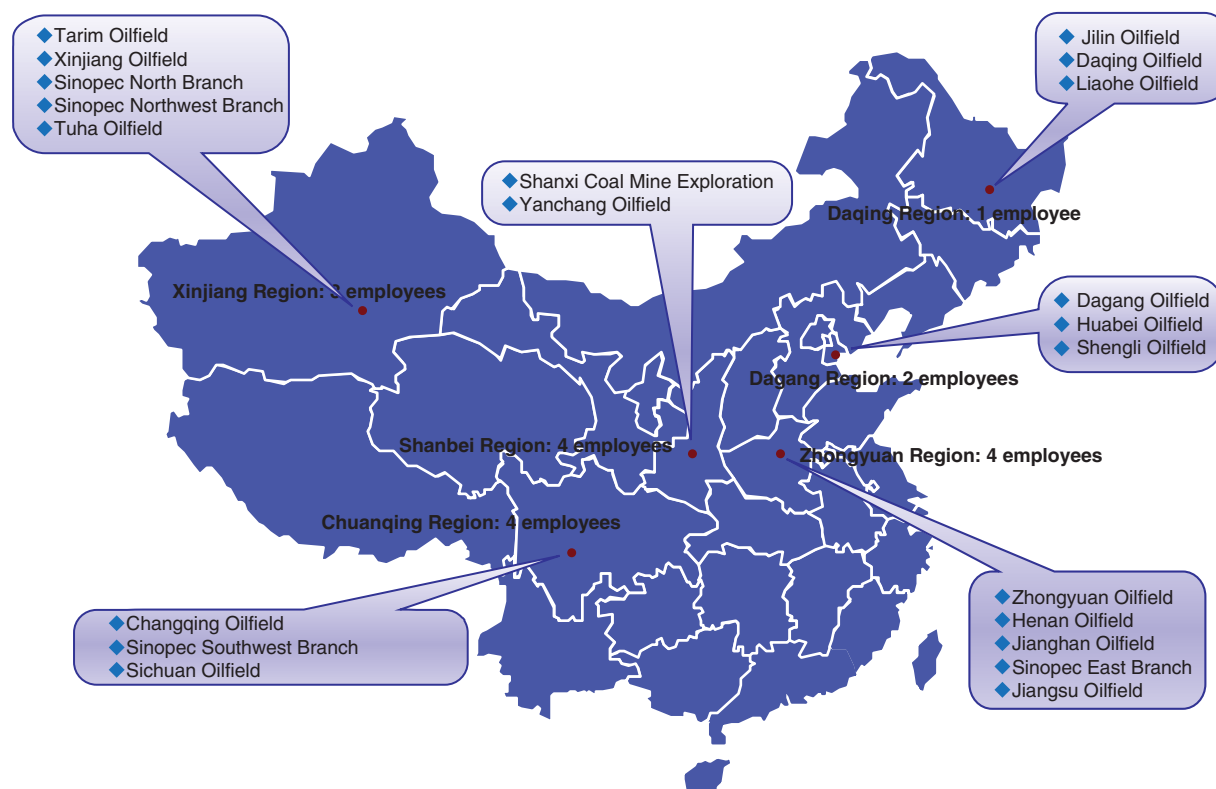 Tarim Oilfield
Xinjiang Oilfield
Sinopec North Branch
Sinopec Northwest Branch
Tuha Oilfield
Jilin Oilfield
Daqing Oilfield
Liaohe Oilfield
Shanxi Coal Mine Exploration
Yanchang Oilfield
Daqing Region: 1 employee
Xinjiang Region: 3 employees
Dagang Oilfield
Huabei Oilfield
Shengli Oilfield
Dagang Region: 2 employees
Shanbei Region: 4 employees
Zhongyuan Region: 4 employees
Chuanqing Region: 4 employees
Changqing Oilfield
Sinopec Southwest Branch
Sichuan Oilfield
Zhongyuan Oilfield
Henan Oilfield
Jianghan Oilfield
Sinopec East Branch
Jiangsu Oilfield